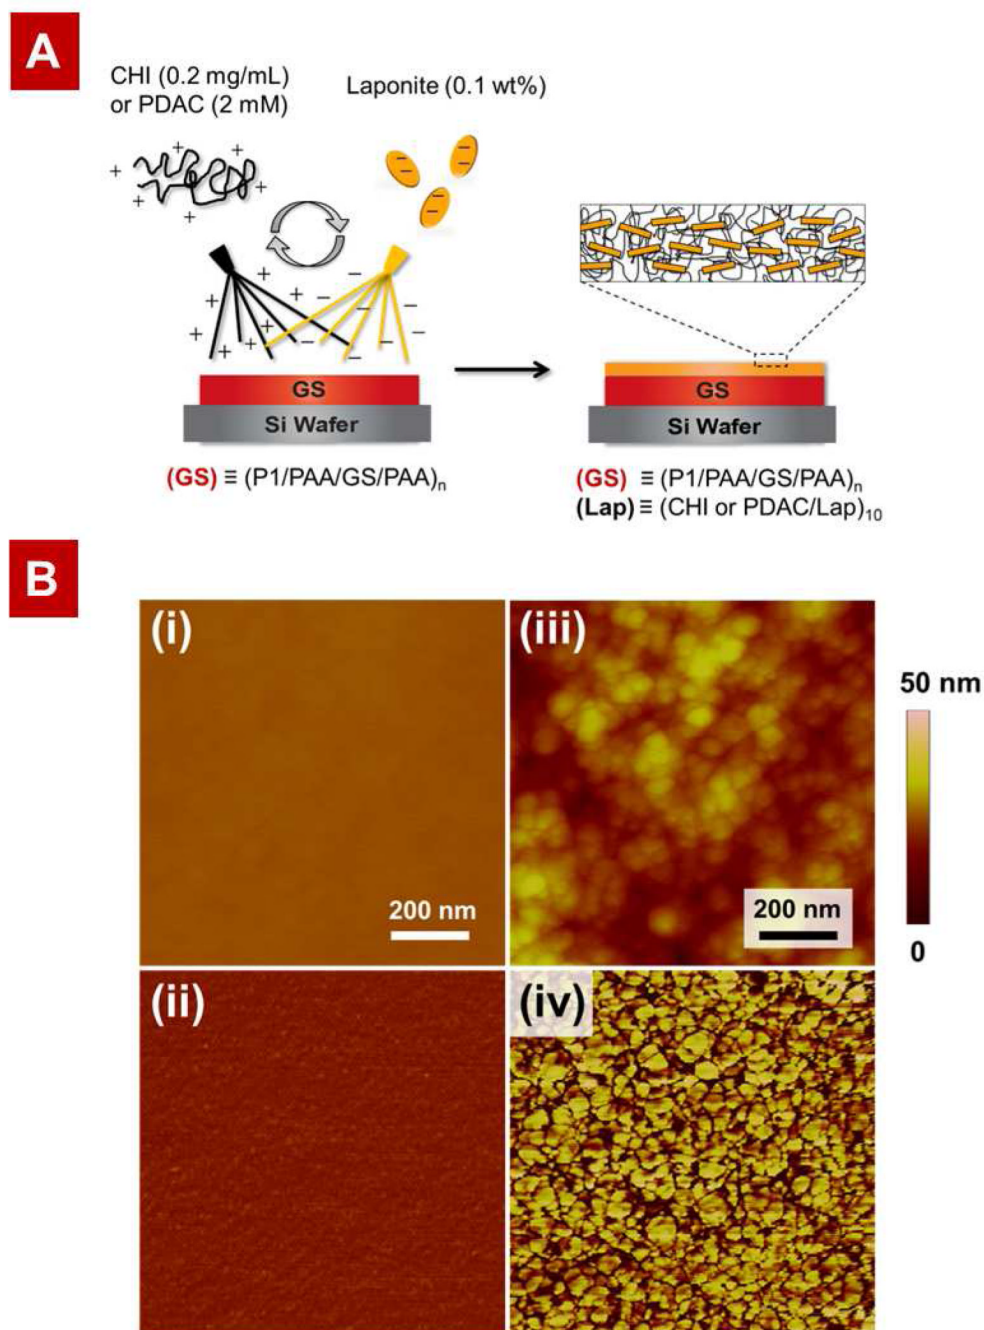 A
CHI (0.2 mg/mL)
or PDAC (2 mM)
Laponite (0.1 wt%)
GS
Si Wafer
(GS) ≡ (P1/PAA/GS/PAA)n
GS
Si Wafer
(GS) ≡ (P1/PAA/GS/PAA)n
(Lap) ≡ (CHI or PDAC/Lap)10
B
(i)
200 nm
(iii)
200 nm
50 nm
0
(ii)
(iv)